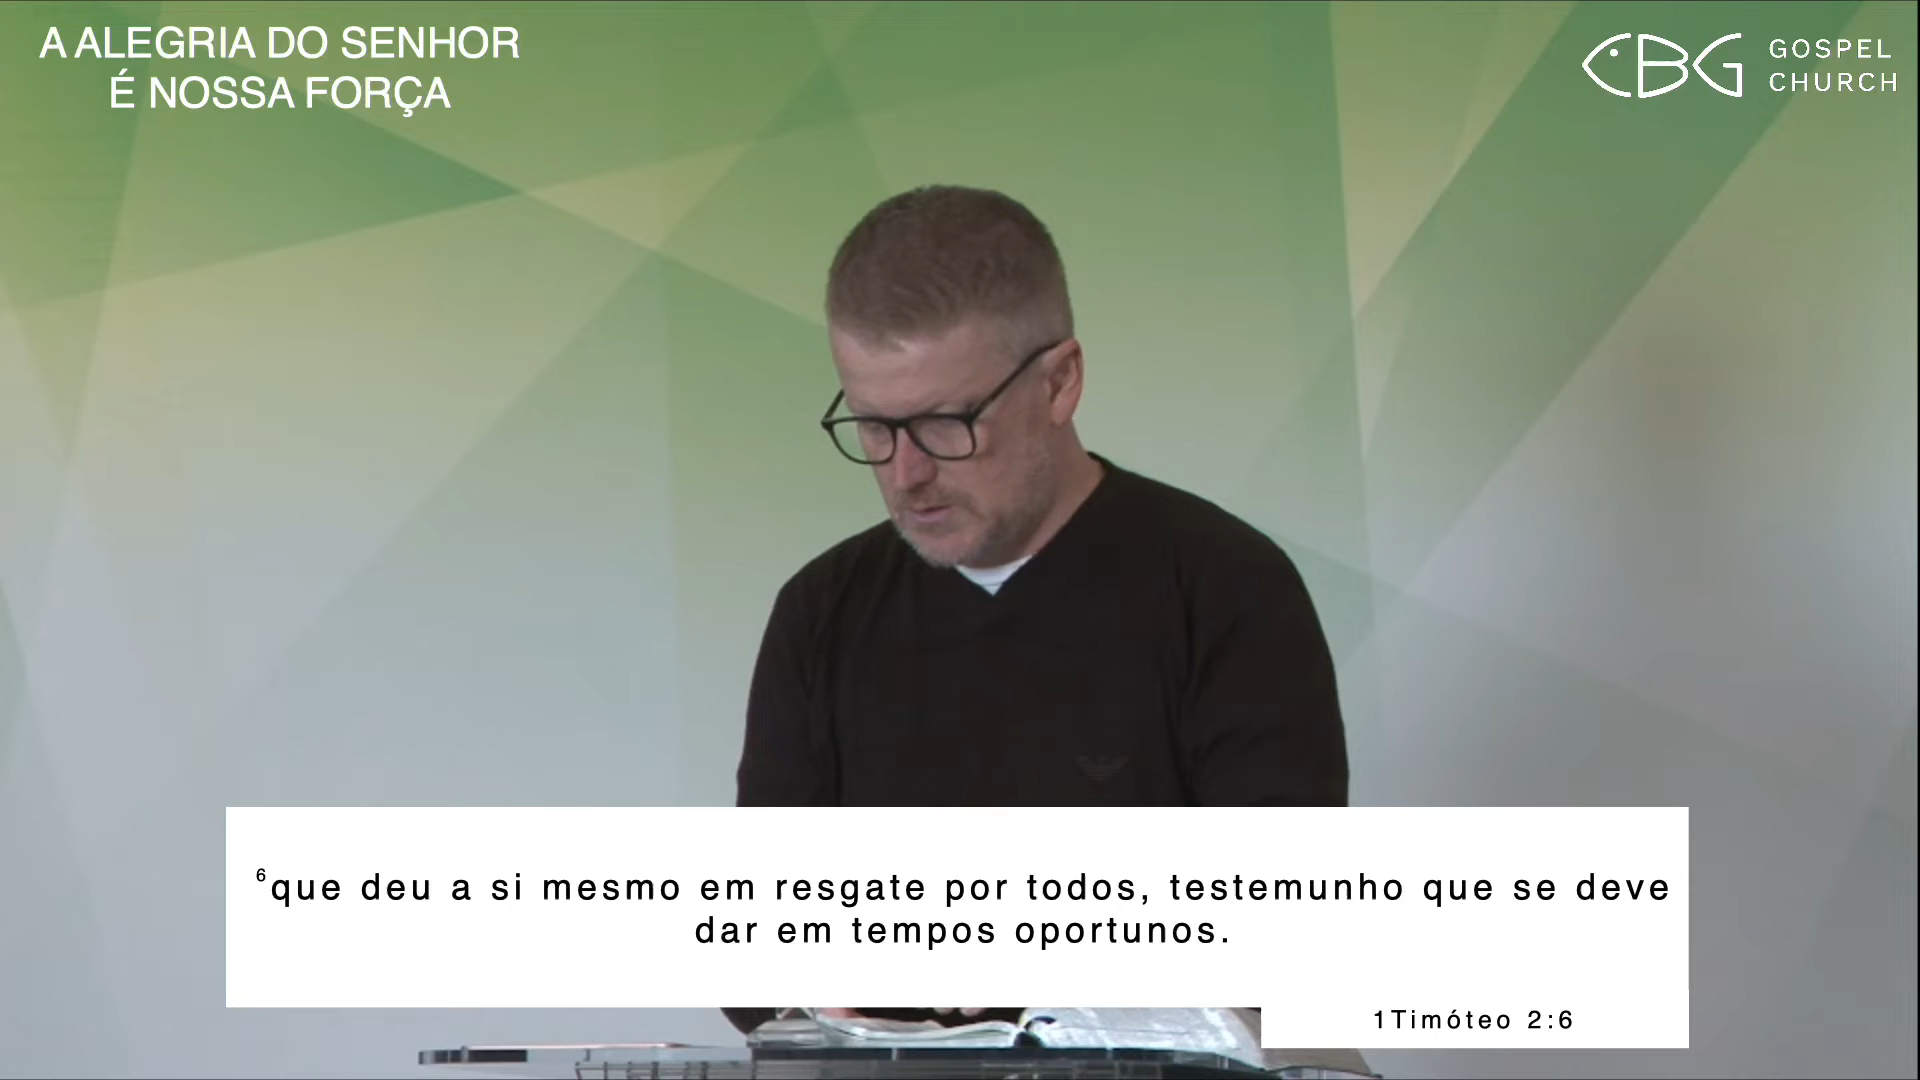 A ALEGRIA DO SENHOR
É NOSSA FORÇA
CBG
GOSPEL
CHURCH
⁶que deu a si mesmo em resgate por todos, testemunho que se deve
dar em tempos oportunos.
1Timóteo 2:6